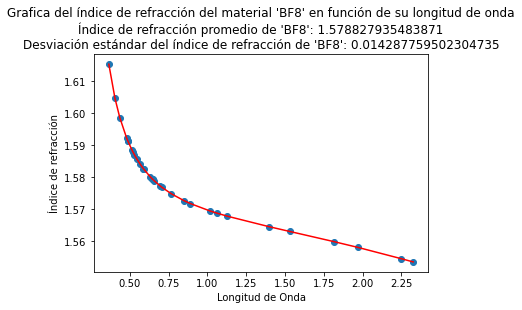 Grafica del índice de refracción del material 'BF8' en función de su longitud de onda
Índice de refracción promedio de 'BF8': 1.578827935483871
Desviación estándar del índice de refracción de 'BF8': 0.014287759502304735
1.61
1.60
1.59
1.58
1.57
1.56
Índice de refracción
0.50
0.75
1.00
1.25
1.50
1.75
2.00
2.25
Longitud de Onda